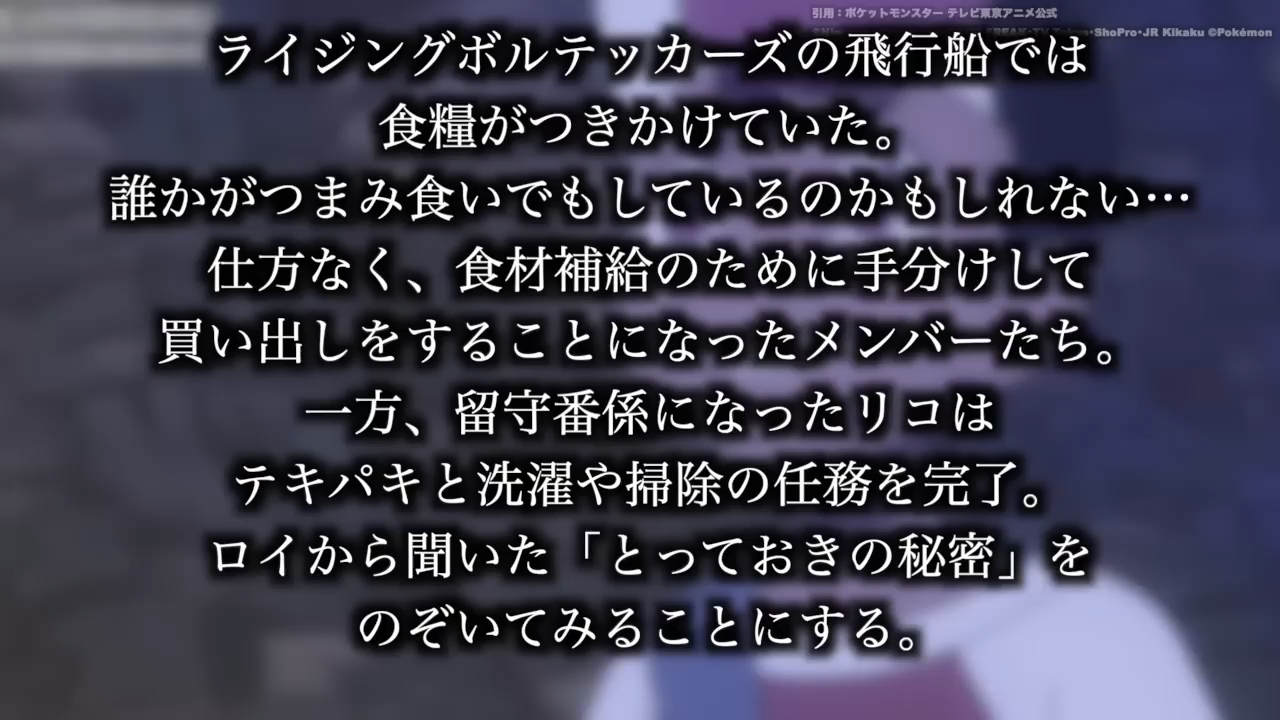 引用：ポケットモンスター テレビ東京アニメ公式
ShoPro・JR Kikaku ©Pokémon
ライジングボルテッカーズの飛行船では
食糧がつきかけていた。
誰かがつまみ食いでもしているのかもしれない…
仕方なく、食材補給のために手分けして
買い出しをすることになったメンバーたち。
一方、留守番係になったリコは
テキパキと洗濯や掃除の任務を完了。
ロイから聞いた「とっておきの秘密」を
のぞいてみることにする。